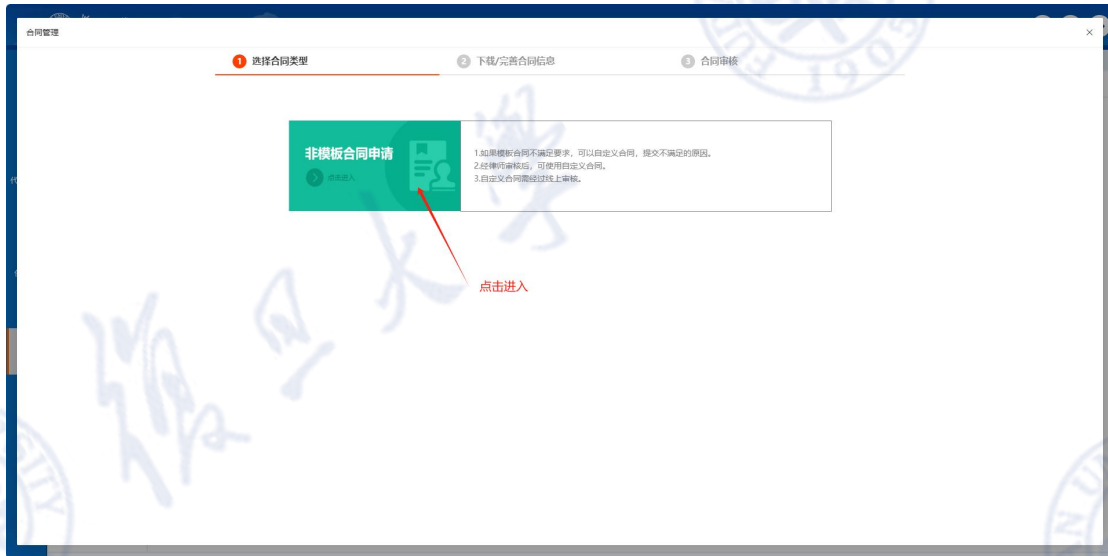 合同管理
×
1 选择合同类型
2 下载/完善合同信息
3 合同审核
非模板合同申请
点击进入
1.如果模板合同不满足要求，可以自定义合同，提交不满足的原因。
2.经律师审核后，可使用自定义合同。
3.自定义合同需经过线上审核。
点击进入
復旦大學
1905